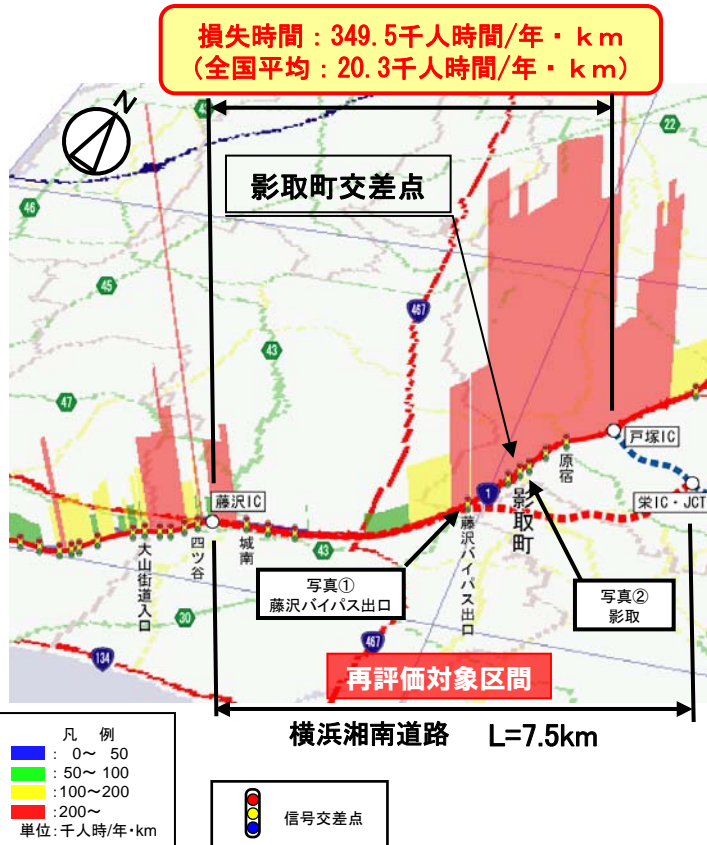 損失時間：349.5千人時間/年・ｋｍ
（全国平均：20.3千人時間/年・ｋｍ）
N
43
22
影取町交差点
46
45
467
43
47
戸塚IC
原宿
藤沢IC
1
栄IC・JCT
影取町
城南
四ツ谷
大山街道入口
43
藤沢バイパス出口
写真①
藤沢バイパス出口
写真②
影取
30
467
134
再評価対象区間
横浜湘南道路 L=7.5km
凡 例
：0～ 50
：50～ 100
：100～200
：200～
単位：千人時/年・km
信号交差点